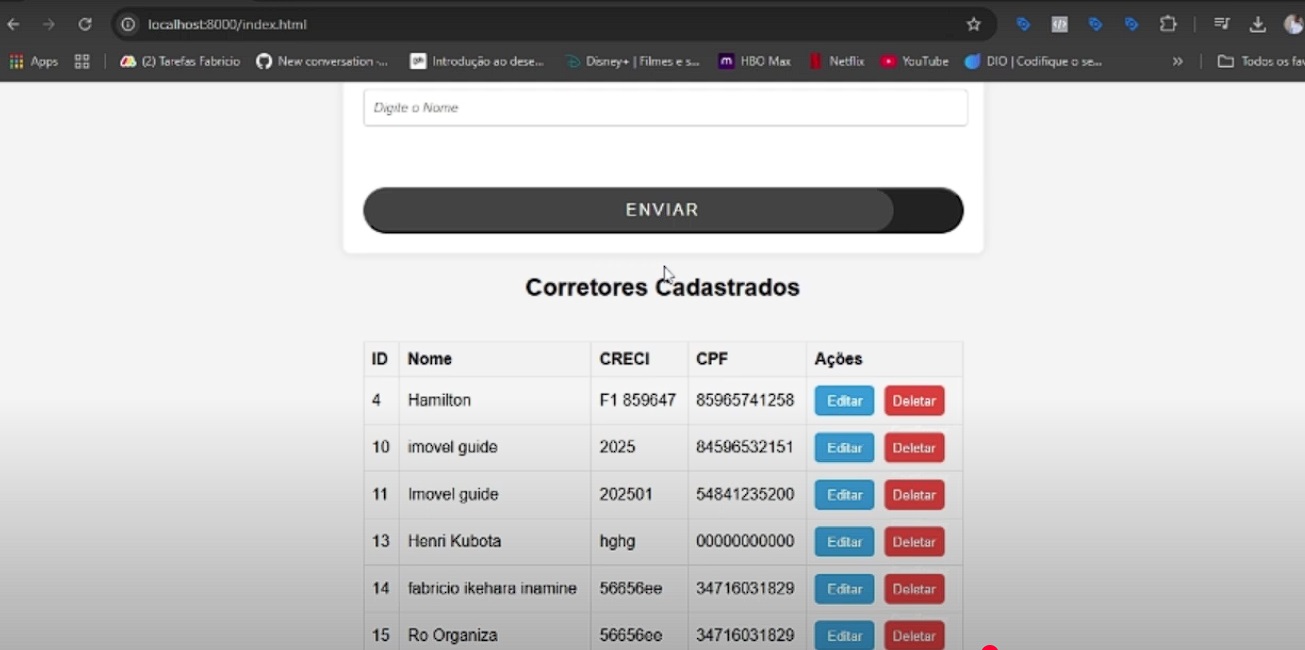 localhost:8000/index.html
Apps (2) Tarefas Fabricio New conversation -... Introdução ao dese... Disney+ | Filmes e s... HBO Max Netflix YouTube DIO | Codifique o se... » Todos os fav
Digite o Nome
ENVIAR
Corretores Cadastrados
ID Nome CRECI CPF Ações
4 Hamilton F1 859647 85965741258 Editar Deletar
10 imovel guide 2025 84596532151 Editar Deletar
11 Imovel guide 202501 54841235200 Editar Deletar
13 Henri Kubota hghg 00000000000 Editar Deletar
14 fabricio ikehara inamine 56656ee 34716031829 Editar Deletar
15 Ro Organiza 56656ee 34716031829 Editar Deletar